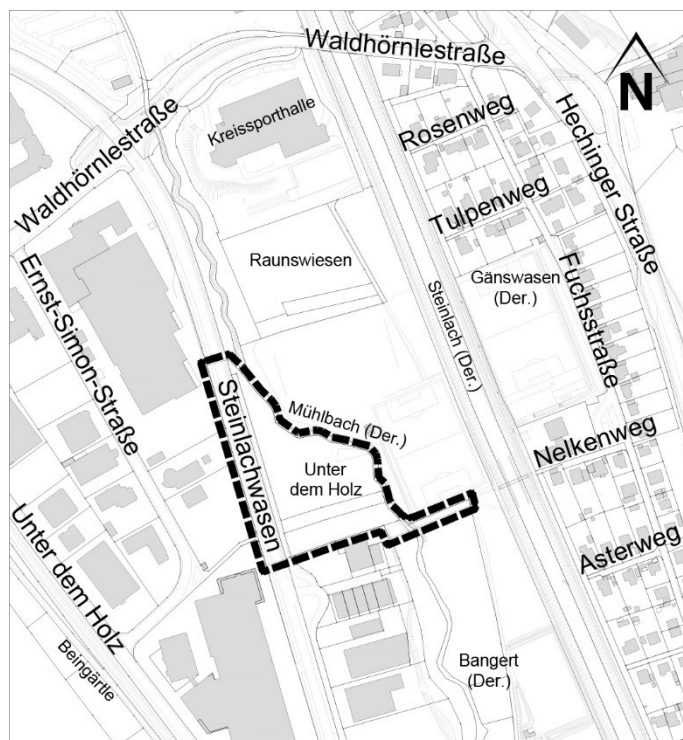 Waldhörnlestraße
N
Kreissporthalle
Rosenweg
Hechinger Straße
Waldhörnlestraße
Tulpenweg
Raunswiesen
Gänswasen
(Der.)
Ernst-Simon-Straße
Steinlach (Der.)
Fuchsstraße
Steinlachwasen
Mühlbach (Der.)
Unter
dem Holz
Nelkenweg
Unter dem Holz
Asterweg
Beingärtle
Bangert
(Der.)